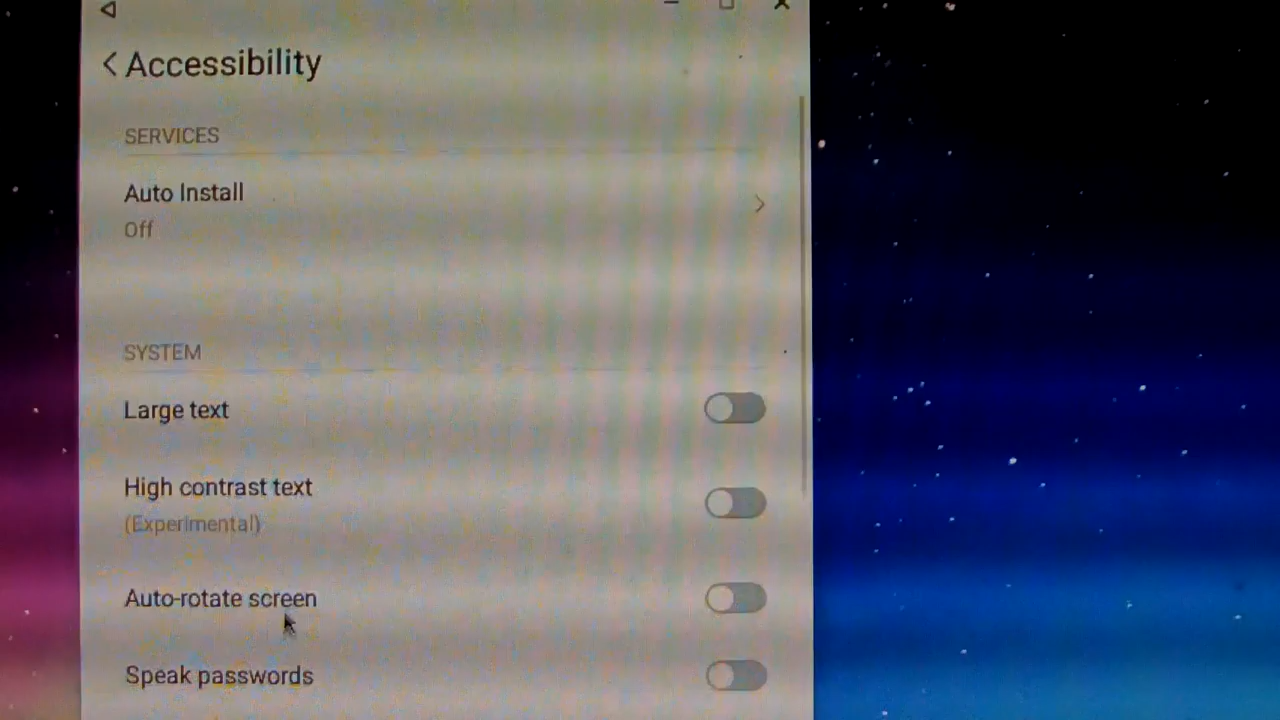 Accessibility
SERVICES
Auto Install
Off
SYSTEM
Large text
High contrast text
(Experimental)
Auto-rotate screen
Speak passwords